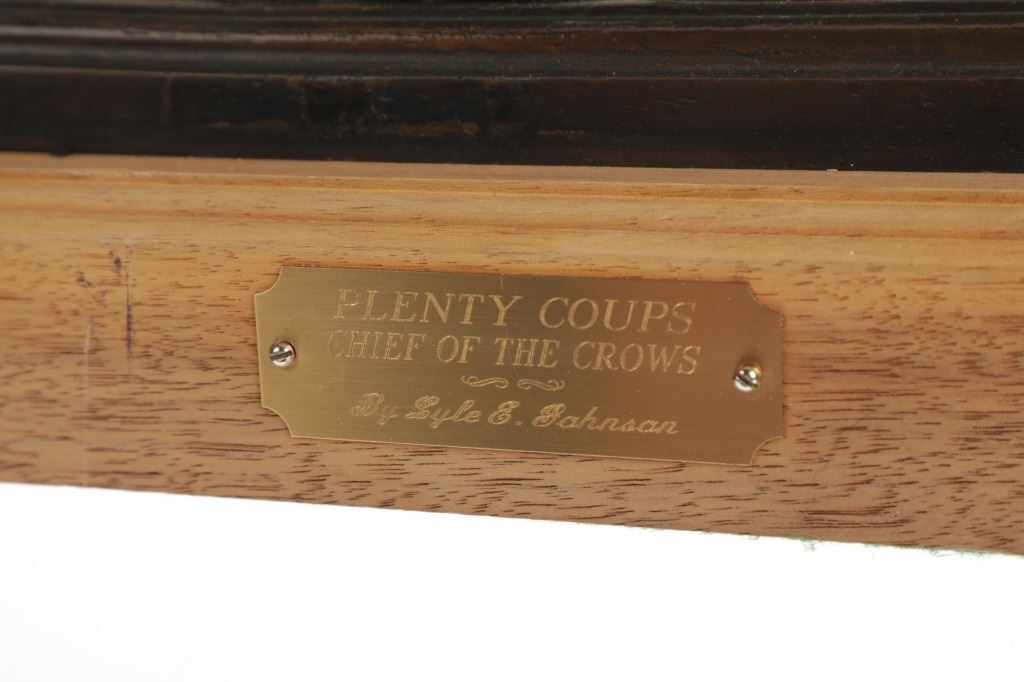 PLENTY COUPS
CHIEF OF THE CROWS
By Lyle E. Johnson